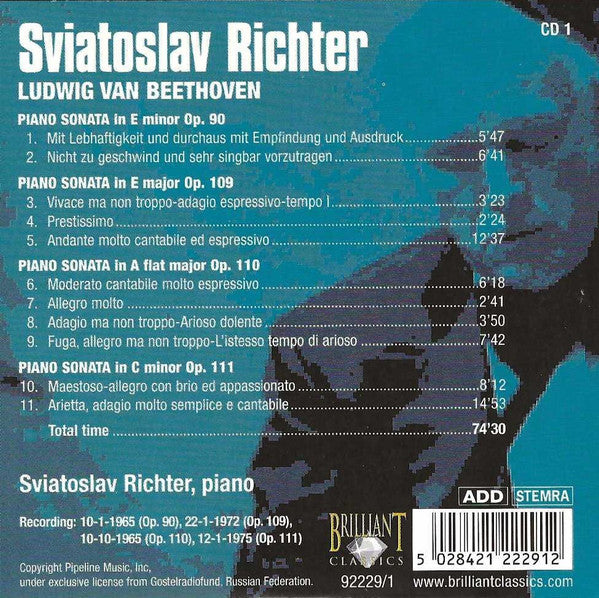 Sviatoslav Richter
CD 1
LUDWIG VAN BEETHOVEN
PIANO SONATA in E minor Op. 90
1. Mit Lebhaftigkeit und durchaus mit Empfindung und Ausdruck 5'47
2. Nicht zu geschwind und sehr singbar vorzutragen 6'41
PIANO SONATA in E major Op. 109
3. Vivace ma non troppo-adagio espressivo-tempo I 3'23
4. Prestissimo 2'24
5. Andante molto cantabile ed espressivo 12'37
PIANO SONATA in A flat major Op. 110
6. Moderato cantabile molto espressivo 6'18
7. Allegro molto 2'41
8. Adagio ma non troppo-Arioso dolente 3'50
9. Fuga, allegro ma non troppo-L'istesso tempo di arioso 7'42
PIANO SONATA in C minor Op. 111
10. Maestoso-allegro con brio ed appassionato 8'12
11. Arietta, adagio molto semplice e cantabile 14'53
Total time 74'30
Sviatoslav Richter, piano
ADD STEMRA
Recording: 10-1-1965 (Op. 90), 22-1-1972 (Op. 109),
10-10-1965 (Op. 110), 12-1-1975 (Op. 111)
BRILLIANT
CLASSICS
5 028421 222912
Copyright Pipeline Music, Inc,
under exclusive license from Gostelradiofund, Russian Federation.
92229/1
www.brilliantclassics.com